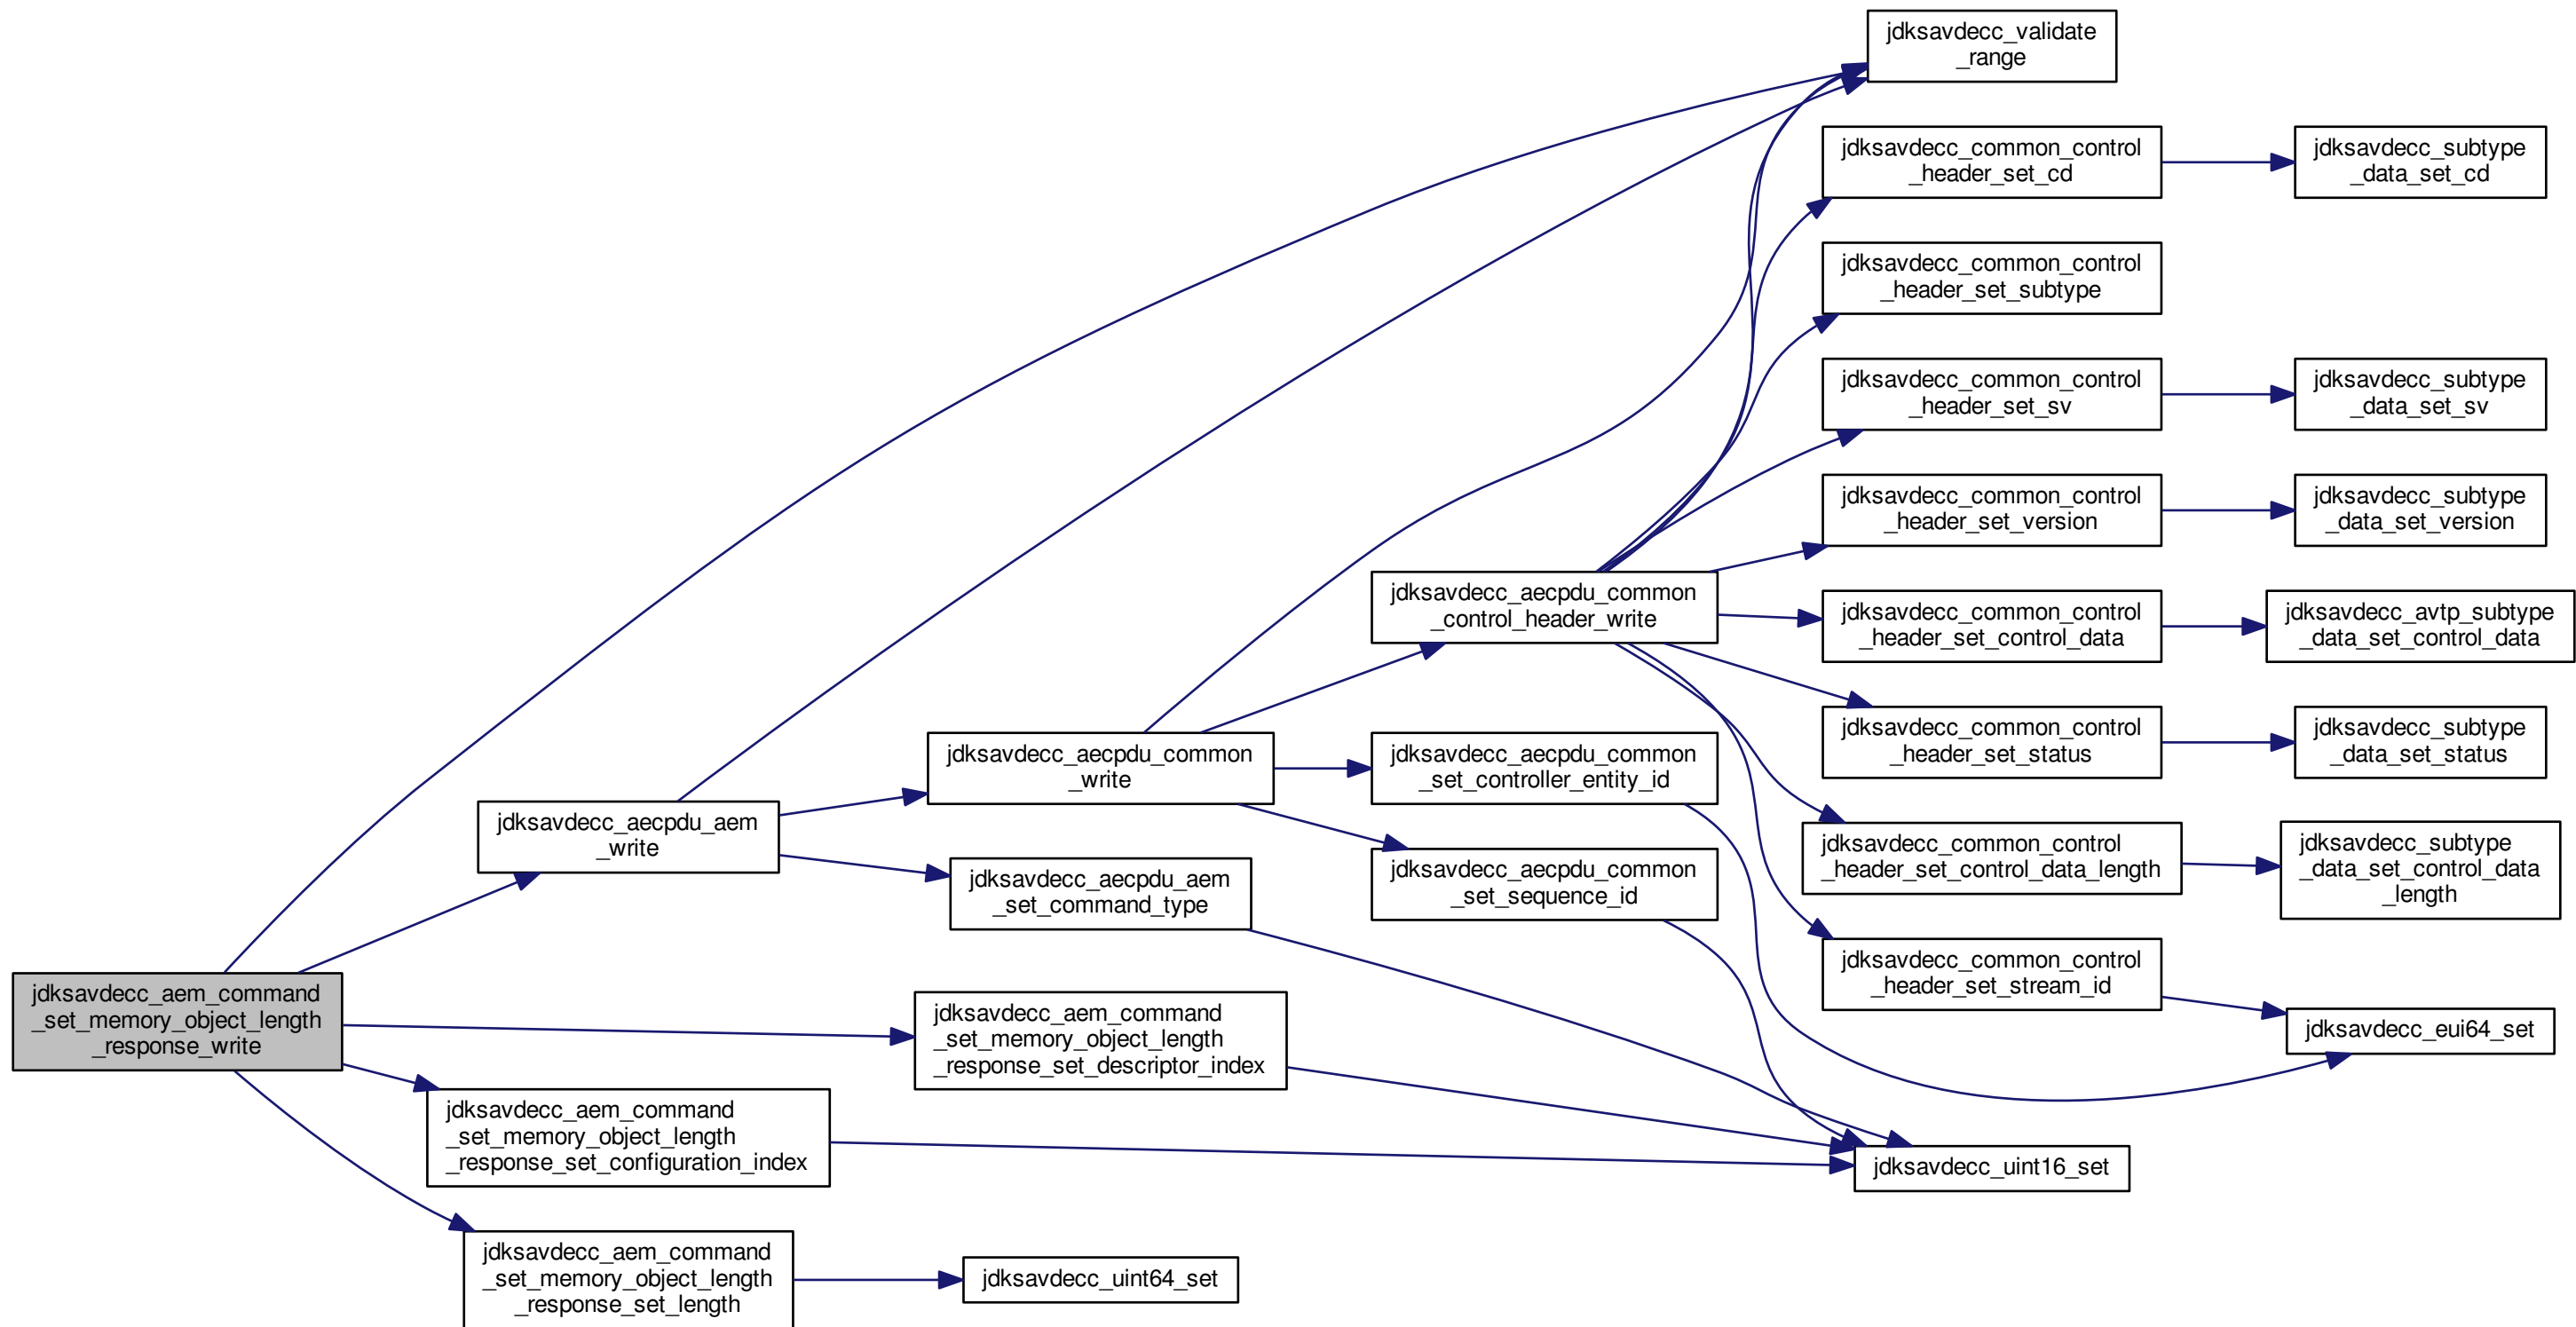 jdksavdecc_validate
_range
jdksavdecc_common_control
_header_set_cd
jdksavdecc_subtype
_data_set_cd
jdksavdecc_common_control
_header_set_subtype
jdksavdecc_common_control
_header_set_sv
jdksavdecc_subtype
_data_set_sv
jdksavdecc_common_control
_header_set_version
jdksavdecc_subtype
_data_set_version
jdksavdecc_aecpdu_common
_control_header_write
jdksavdecc_common_control
_header_set_control_data
jdksavdecc_avtp_subtype
_data_set_control_data
jdksavdecc_common_control
_header_set_status
jdksavdecc_subtype
_data_set_status
jdksavdecc_aecpdu_common
_write
jdksavdecc_aecpdu_common
_set_controller_entity_id
jdksavdecc_aecpdu_aem
_write
jdksavdecc_common_control
_header_set_control_data_length
jdksavdecc_subtype
_data_set_control_data
_length
jdksavdecc_aecpdu_aem
_set_command_type
jdksavdecc_aecpdu_common
_set_sequence_id
jdksavdecc_common_control
_header_set_stream_id
jdksavdecc_eui64_set
jdksavdecc_aem_command
_set_memory_object_length
_response_write
jdksavdecc_aem_command
_set_memory_object_length
_response_set_descriptor_index
jdksavdecc_aem_command
_set_memory_object_length
_response_set_configuration_index
jdksavdecc_uint16_set
jdksavdecc_aem_command
_set_memory_object_length
_response_set_length
jdksavdecc_uint64_set